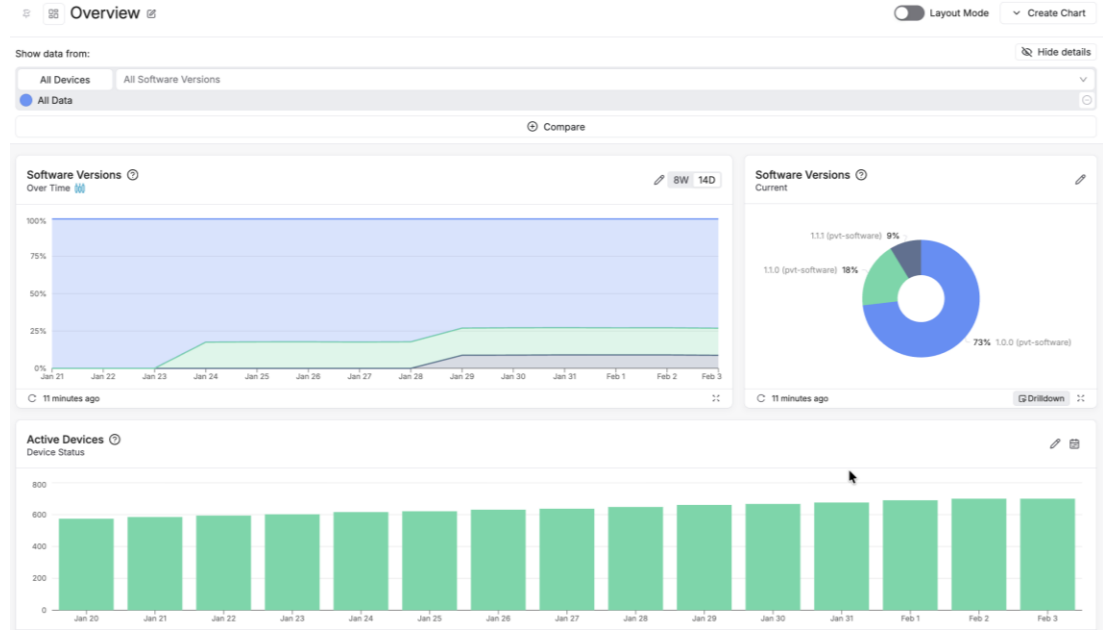 Overview
Layout Mode
Create Chart
Show data from:
Hide details
All Devices
All Software Versions
All Data
Compare
Software Versions
Over Time
8W 14D
100%
75%
50%
25%
0%
Jan 21 Jan 22 Jan 23 Jan 24 Jan 25 Jan 26 Jan 27 Jan 28 Jan 29 Jan 30 Jan 31 Feb 1 Feb 2 Feb 3
11 minutes ago
Software Versions
Current
1.1.1 (pvt-software) 9%
1.1.0 (pvt-software) 18%
73% 1.0.0 (pvt-software)
11 minutes ago
Drilldown
Active Devices
Device Status
800
600
400
200
0
Jan 20 Jan 21 Jan 22 Jan 23 Jan 24 Jan 25 Jan 26 Jan 27 Jan 28 Jan 29 Jan 30 Jan 31 Feb 1 Feb 2 Feb 3